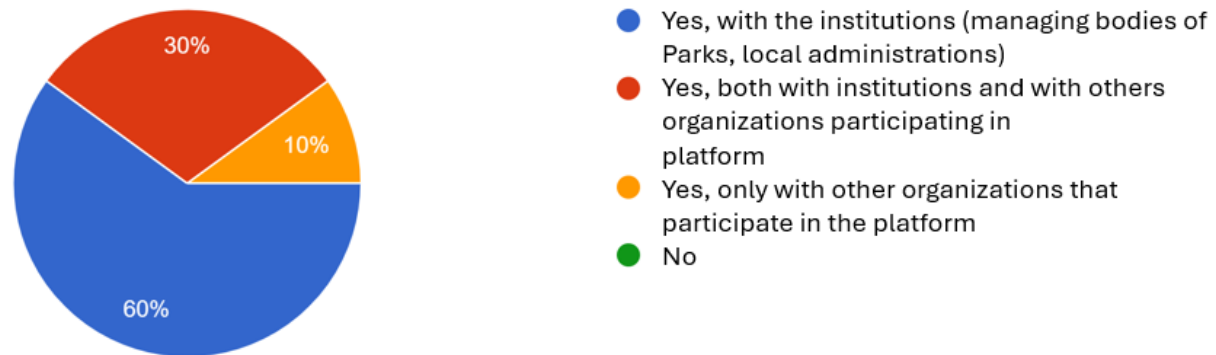 30%
10%
60%
Yes, with the institutions (managing bodies of
Parks, local administrations)
Yes, both with institutions and with others
organizations participating in
platform
Yes, only with other organizations that
participate in the platform
No